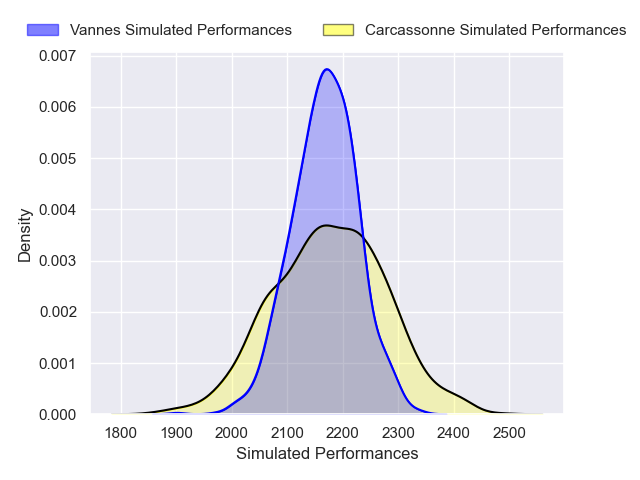 Vannes Simulated Performances Carcassonne Simulated Performances
0.007
0.006
0.005
0.004
0.003
0.002
0.001
0.000
Density
1800 1900 2000 2100 2200 2300 2400 2500
Simulated Performances